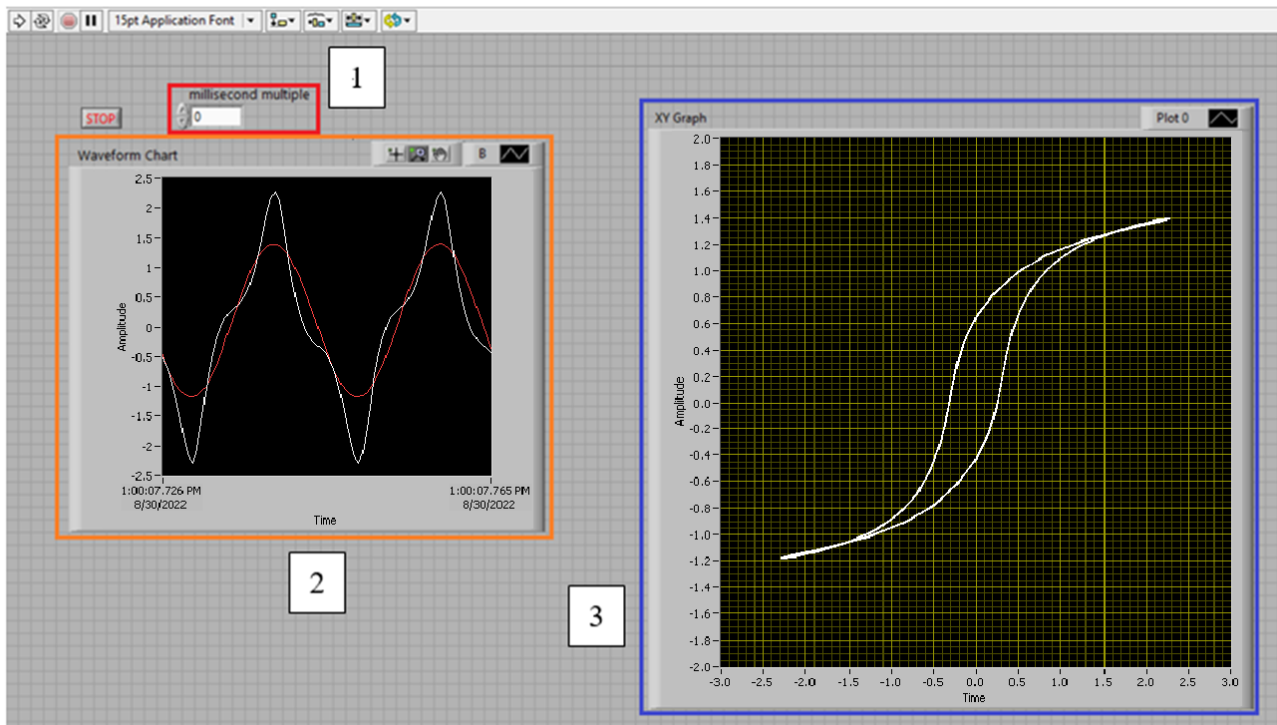 15pt Application Font
1
millisecond multiple
STOP
0
Waveform Chart
B
2.5
2
1.5
1
0.5
0
-0.5
-1
-1.5
-2
-2.5
Amplitude
1:00:07.726 PM
8/30/2022
1:00:07.765 PM
8/30/2022
Time
2
3
XY Graph
Plot 0
2.0
1.8
1.6
1.4
1.2
1.0
0.8
0.6
0.4
0.2
0.0
-0.2
-0.4
-0.6
-0.8
-1.0
-1.2
-1.4
-1.6
-1.8
-2.0
Amplitude
-3.0 -2.5 -2.0 -1.5 -1.0 -0.5 0.0 0.5 1.0 1.5 2.0 2.5 3.0
Time